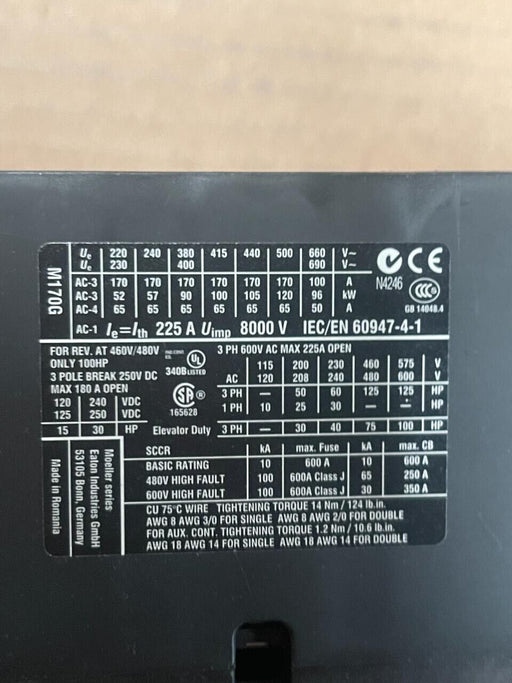 M170G
Ue 220 240 380 415 440 500 660 V~
Ue 230 400 690 V~
AC-3 170 170 170 170 170 170 170 A
AC-3 52 57 90 100 105 120 96 kW
AC-4 65 65 65 65 65 65 50 A
AC-1 Ie=Ith 225 A Uimp 8000 V IEC/EN 60947-4-1
N4246
CE
CCC S
GB 14048.4
FOR REV. AT 460V/480V
ONLY 100HP
3 POLE BREAK 250V DC
MAX 180 A OPEN
120 240 VDC
125 250 VDC
15 30 HP
IND.CONT.
EQ.
UL
340B LISTED
SA
165628
3 PH 600V AC MAX 225A OPEN
115 200 230 460 575 V
AC 120 208 240 480 600 V
3 PH — 50 60 125 125 HP
1 PH 10 25 30 — — HP
Elevator Duty 3 PH — 30 40 75 100 HP
Moeller series
Eaton Industries GmbH
53105 Bonn, Germany
Made in Romania
SCCR kA max. Fuse kA max. CB
BASIC RATING 10 600 A 10 600 A
480V HIGH FAULT 100 600A Class J 65 250 A
600V HIGH FAULT 100 600A Class J 30 350 A
CU 75°C WIRE TIGHTENING TORQUE 14 Nm / 124 lb.in.
AWG 8 AWG 3/0 FOR SINGLE AWG 8 AWG 2/0 FOR DOUBLE
FOR AUX. CONT. TIGHTENING TORQUE 1.2 Nm / 10.6 lb.in.
AWG 18 AWG 14 FOR SINGLE AWG 18 AWG 14 FOR DOUBLE